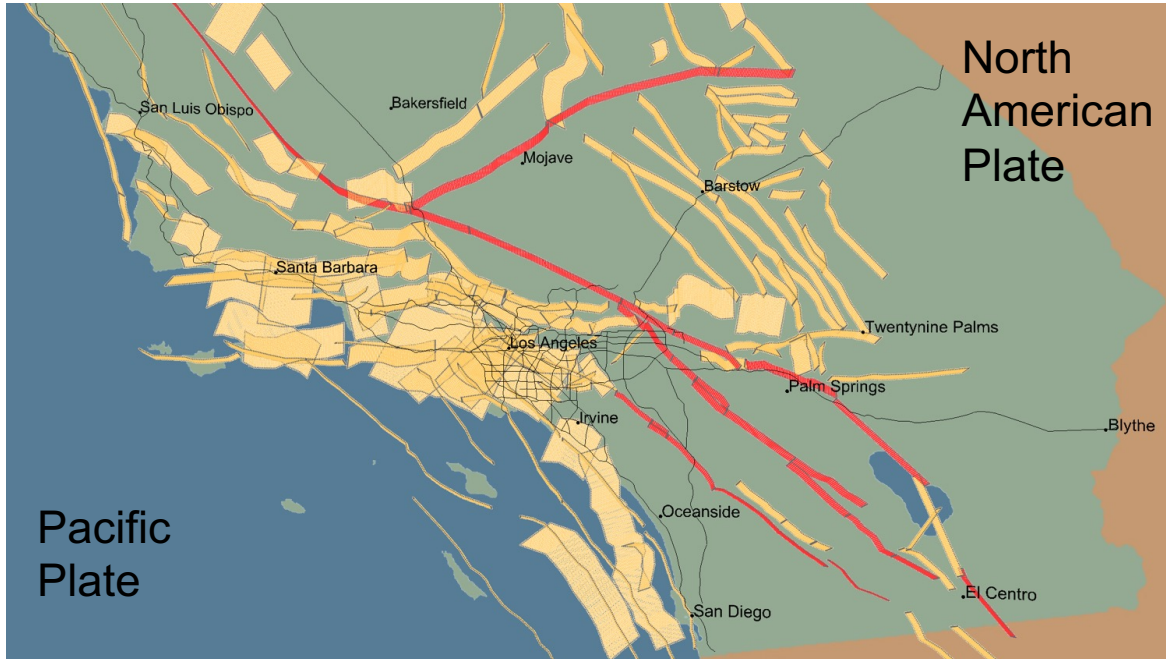 North
American
Plate
San Luis Obispo
Bakersfield
Mojave
Barstow
Santa Barbara
Twentynine Palms
Los Angeles
Palm Springs
Irvine
Blythe
Oceanside
Pacific
Plate
El Centro
San Diego